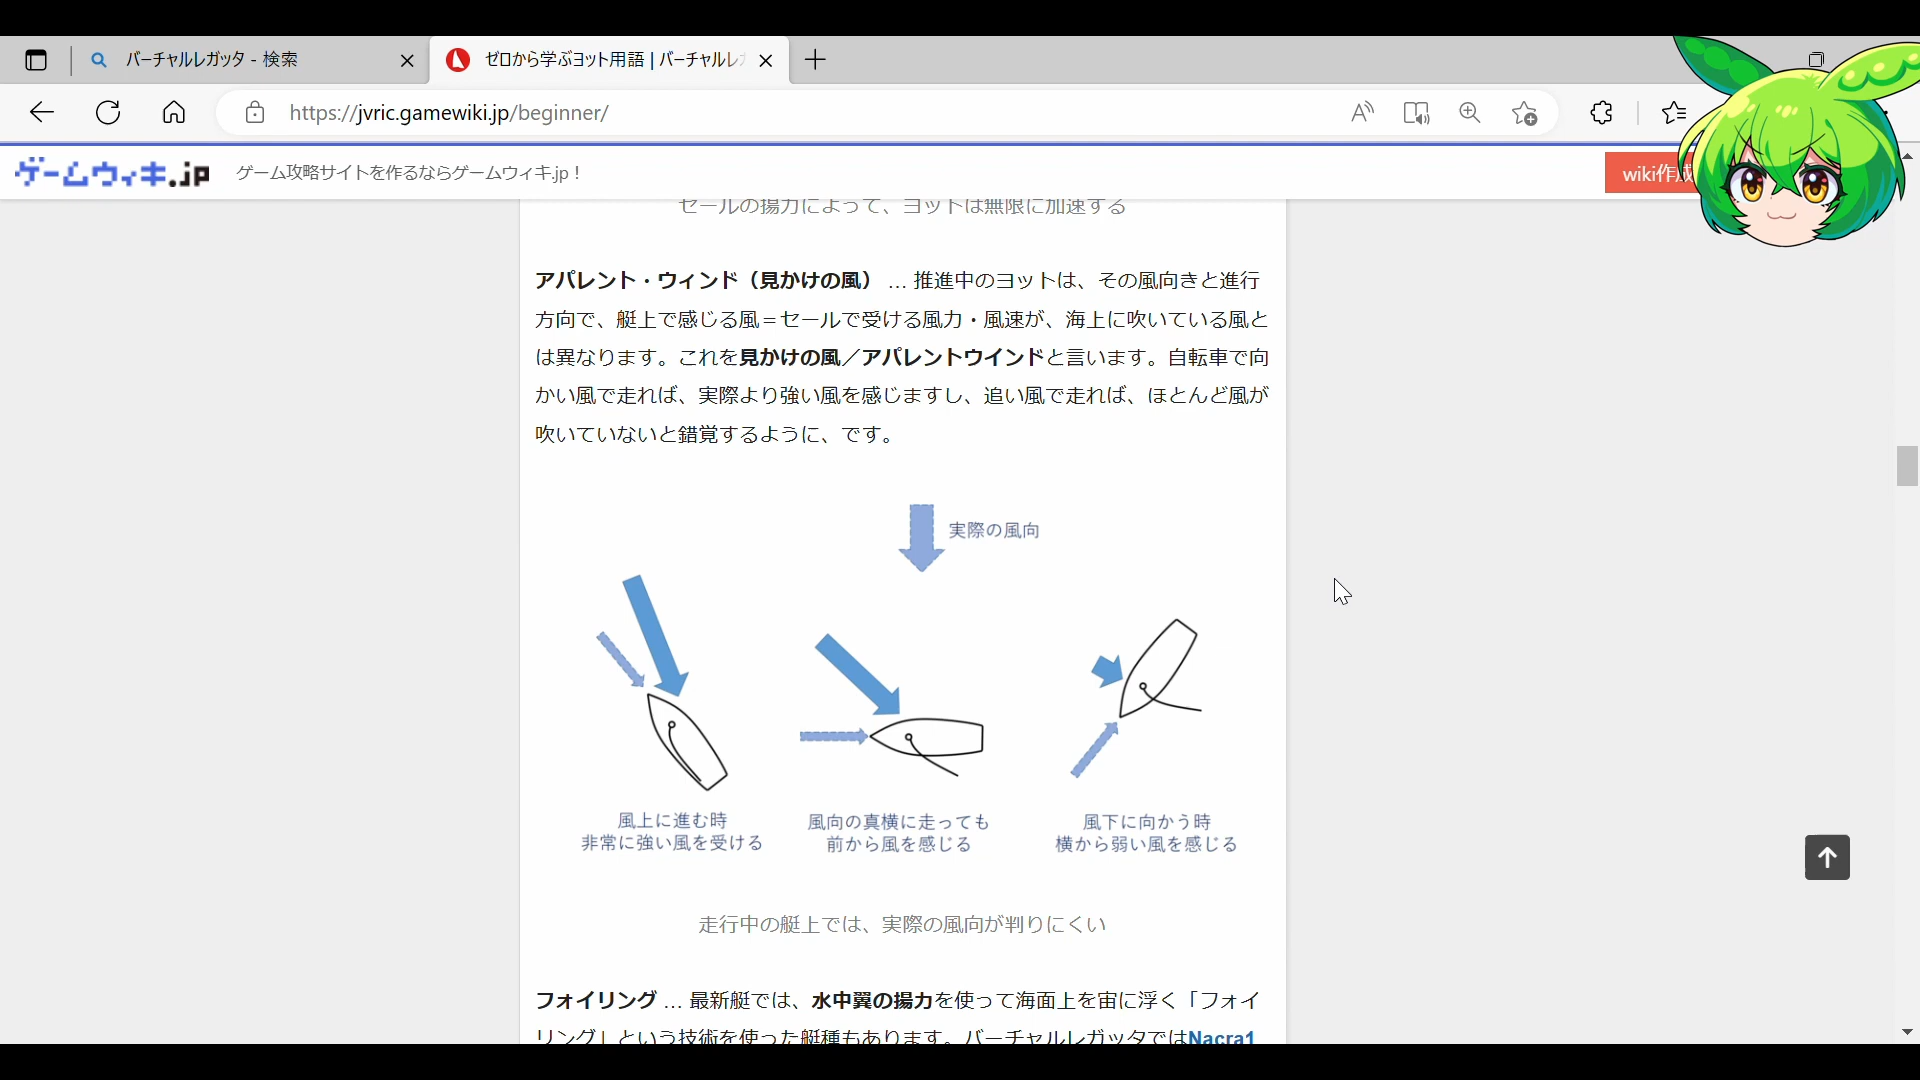 バーチャルレガッタ - 検索
ゼロから学ぶヨット用語 | バーチャルレガ
https://jvric.gamewiki.jp/beginner/
ゲームウィキ.jp ゲーム攻略サイトを作るならゲームウィキ.jp！
wiki作成
セールの揚力によって、ヨットは無限に加速する
アパレント・ウィンド（見かけの風） … 推進中のヨットは、その風向きと進行
方向で、艇上で感じる風＝セールで受ける風力・風速が、海上に吹いている風と
は異なります。これを見かけの風／アパレントウインドと言います。自転車で向
かい風で走れば、実際より強い風を感じますし、追い風で走れば、ほとんど風が
吹いていないと錯覚するように、です。
実際の風向
風上に進む時
非常に強い風を受ける
風向の真横に走っても
前から風を感じる
風下に向かう時
横から弱い風を感じる
走行中の艇上では、実際の風向が判りにくい
フォイリング … 最新艇では、水中翼の揚力を使って海面上を宙に浮く「フォイ
リング」という技術を使った艇種もあります。バーチャルレガッタではNacra1